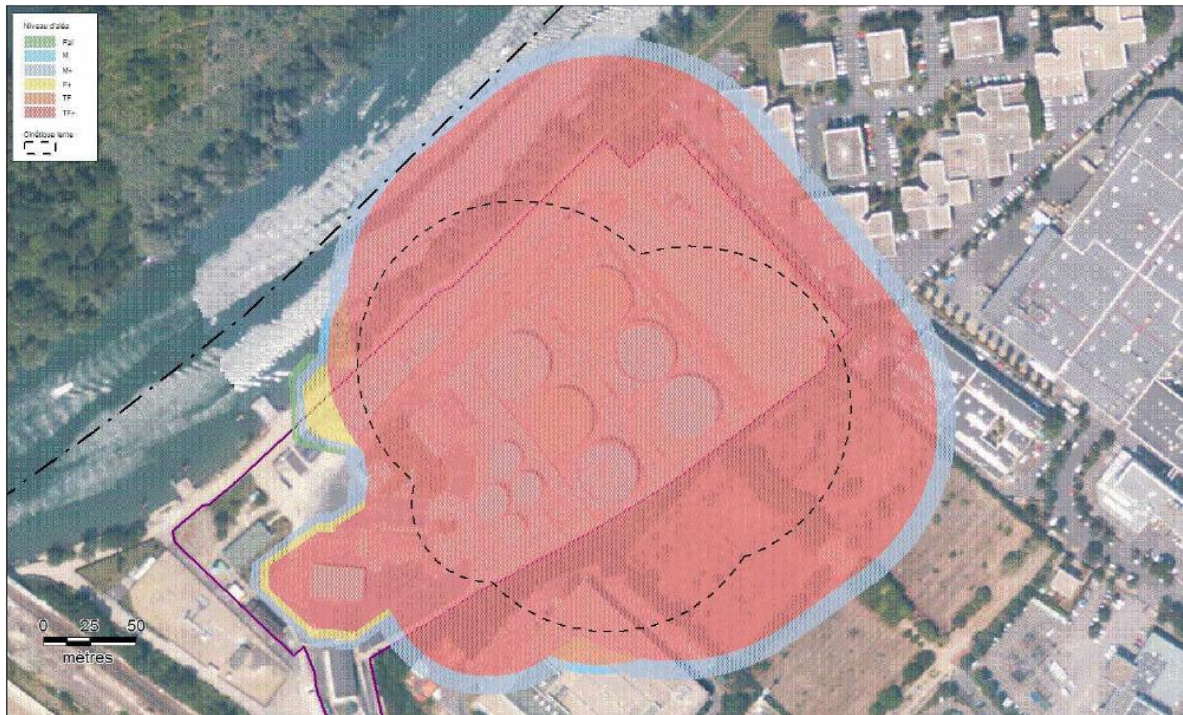 Niveau d'aléa
Fai
M
M+
F+
TF
TF+
Cinétique lente
0 25 50
mètres